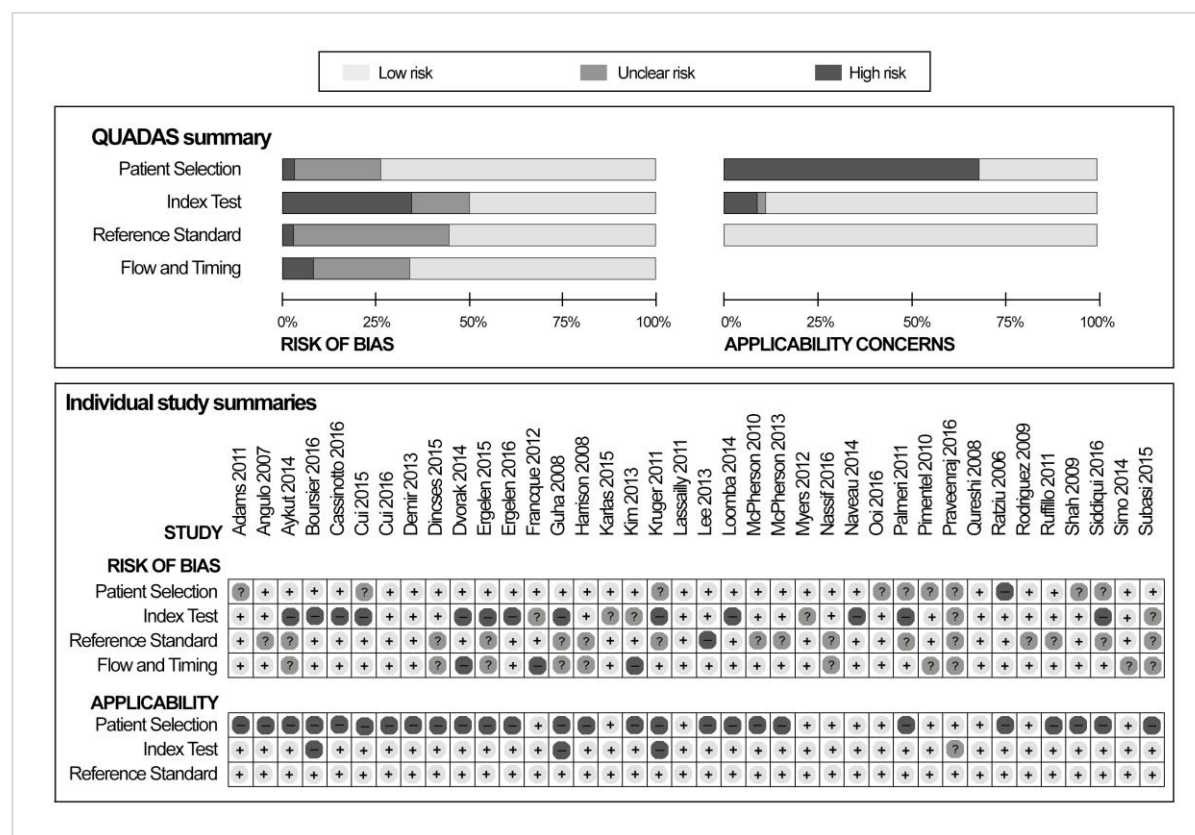 Low risk Unclear risk High risk
QUADAS summary
Patient Selection
Index Test
Reference Standard
Flow and Timing
0% 25% 50% 75% 100%
RISK OF BIAS
0% 25% 50% 75% 100%
APPLICABILITY CONCERNS
Individual study summaries
STUDY
Adams 2011
Angulo 2007
Aykut 2014
Boursier 2016
Cassinotto 2016
Cui 2015
Cui 2016
Demir 2013
Dincses 2015
Dvorak 2014
Ergelen 2015
Ergelen 2016
Francque 2012
Guha 2008
Harrison 2008
Karlas 2015
Kim 2013
Kruger 2011
Lassailly 2011
Lee 2013
Loomba 2014
McPherson 2010
McPherson 2013
Myers 2012
Nassif 2016
Naveau 2014
Ooi 2016
Palmeri 2011
Pimentel 2010
Praveenraj 2016
Qureshi 2008
Ratziu 2006
Rodriguez 2009
Ruffillo 2011
Shah 2009
Siddiqui 2016
Simo 2014
Subasi 2015
RISK OF BIAS
Patient Selection ? + + + + ? + + + + + + + + + + + ? + + + + + + + + ? ? ? ? + – + + ? ? + +
Index Test + + – – – – + + + – – – ? – + ? ? – + + – + + ? + – + – + ? + + + + + – + ?
Reference Standard + ? ? + + + + + ? + ? + + ? ? + + ? + – + ? ? + ? + + ? + ? + + ? ? + ? + ?
Flow and Timing + + ? + + + + + ? – ? + – ? ? + – + + + + + + + ? + + + ? ? + + + + + + ? ?
APPLICABILITY
Patient Selection – – – – – – – – – – – – + – – + – – + – – – – + + + + – + + + – + – – – + –
Index Test + + + – + + + + + + + + + – + + + – + + + + + + + + + + + ? + + + + + + + +
Reference Standard + + + + + + + + + + + + + + + + + + + + + + + + + + + + + + + + + + + + + +